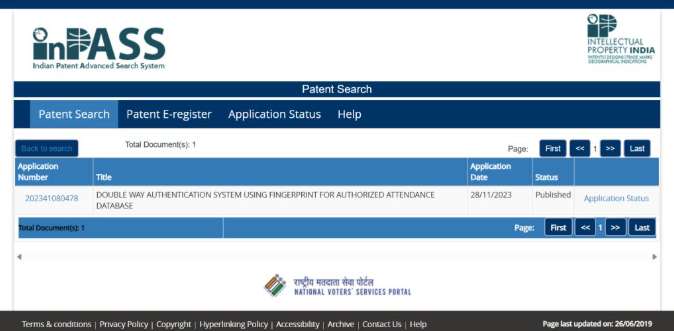 inPASS
Indian Patent Advanced Search System
INTELLECTUAL
PROPERTY INDIA
PATENTS | DESIGNS | TRADE MARKS
GEOGRAPHICAL INDICATIONS
Patent Search
Patent Search Patent E-register Application Status Help
Back to search Total Document(s): 1 Page: First << 1 >> Last
Application Number Title Application Date Status
202341080478 DOUBLE WAY AUTHENTICATION SYSTEM USING FINGERPRINT FOR AUTHORIZED ATTENDANCE DATABASE 28/11/2023 Published Application Status
Total Document(s): 1 Page: First << 1 >> Last
राष्ट्रीय मतदाता सेवा पोर्टल
NATIONAL VOTERS' SERVICES PORTAL
Terms & conditions | Privacy Policy | Copyright | Hyperlinking Policy | Accessibility | Archive | Contact Us | Help Page last updated on: 26/06/2019